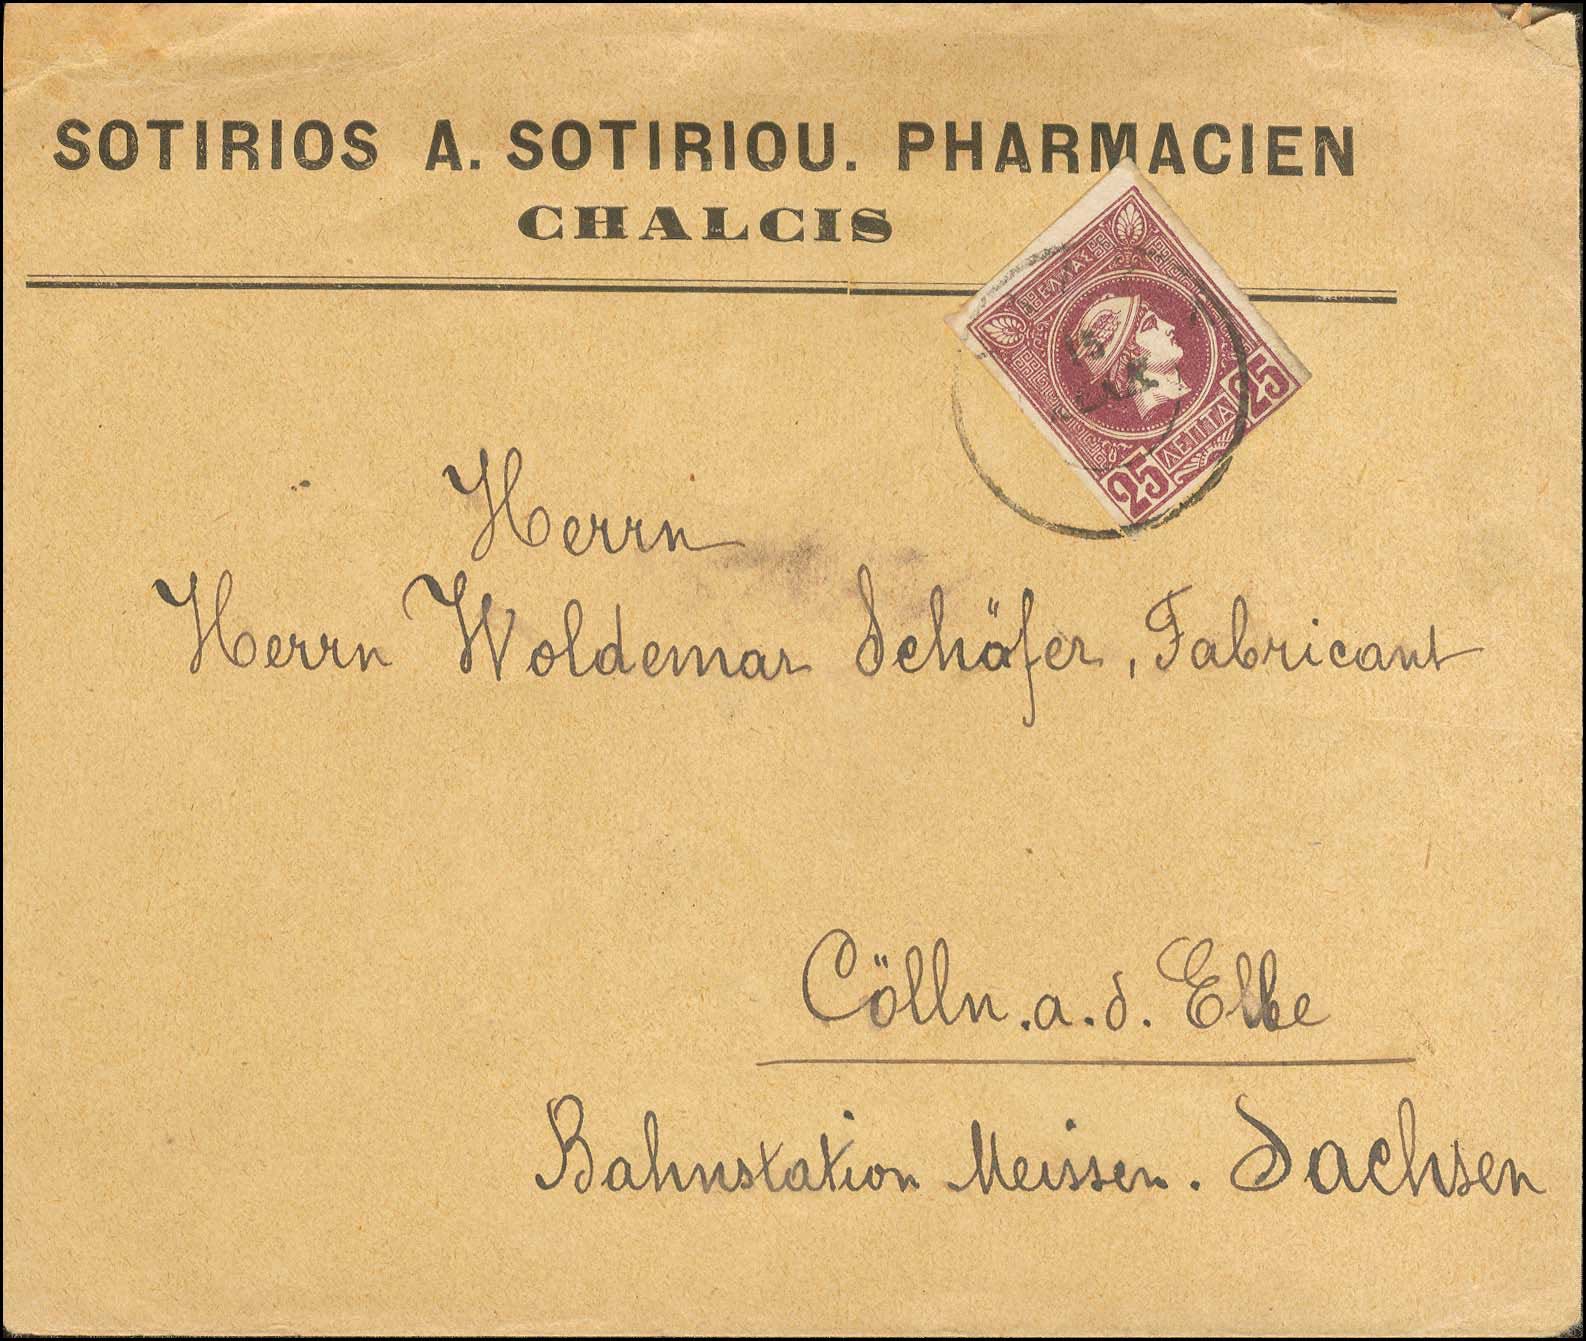 SOTIRIOS A. SOTIRIOU. PHARMACIEN
CHALCIS
ΕΛΛΑΣ
25 ΛΕΠΤΑ 25
Herrn
Herrn Woldemar Schäfer, Fabricant
Cölln.a.d. Elbe
Bahnstation Meissen. Sachsen